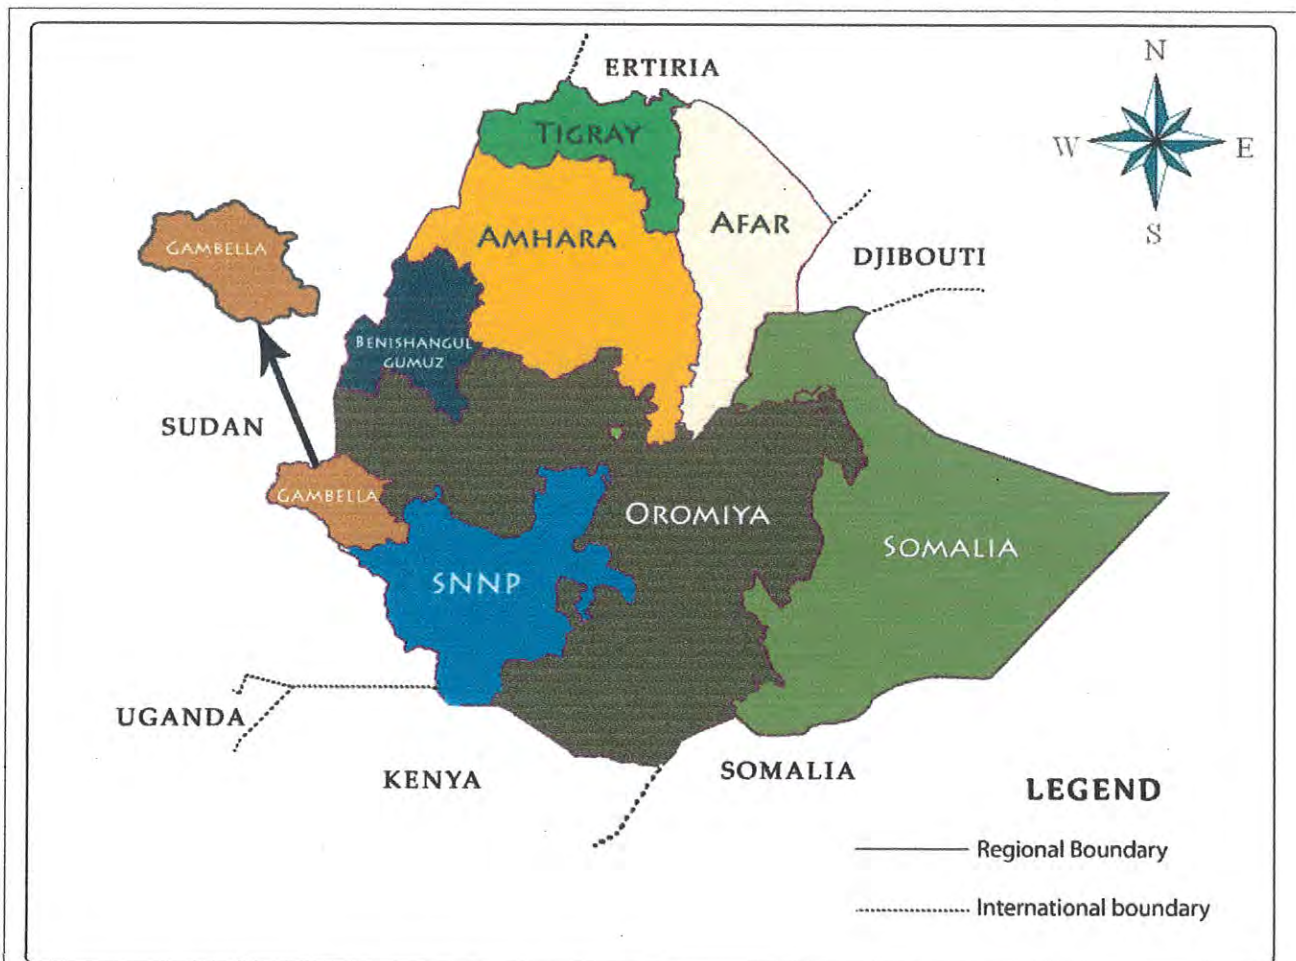 N
ERTIRIA
TIGRAY
W
E
AMHARA
AFAR
S
GAMBELLA
DJIBOUTI
BENISHANGUL
GUMUZ
SUDAN
GAMBELLA
OROMIYA
SOMALIA
SNNP
UGANDA
KENYA
SOMALIA
LEGEND
Regional Boundary
International boundary